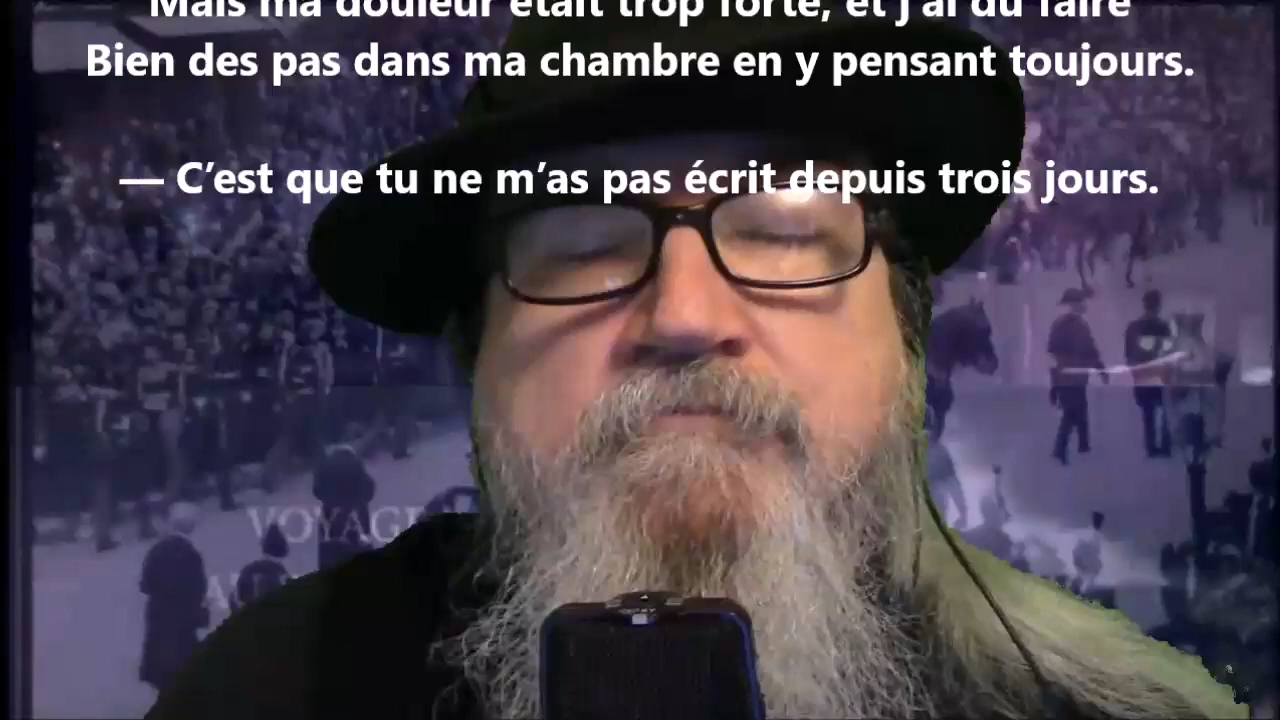 Mais ma douleur était trop forte, et j’ai dû faire
Bien des pas dans ma chambre en y pensant toujours.
— C’est que tu ne m’as pas écrit depuis trois jours.
VOYAGE